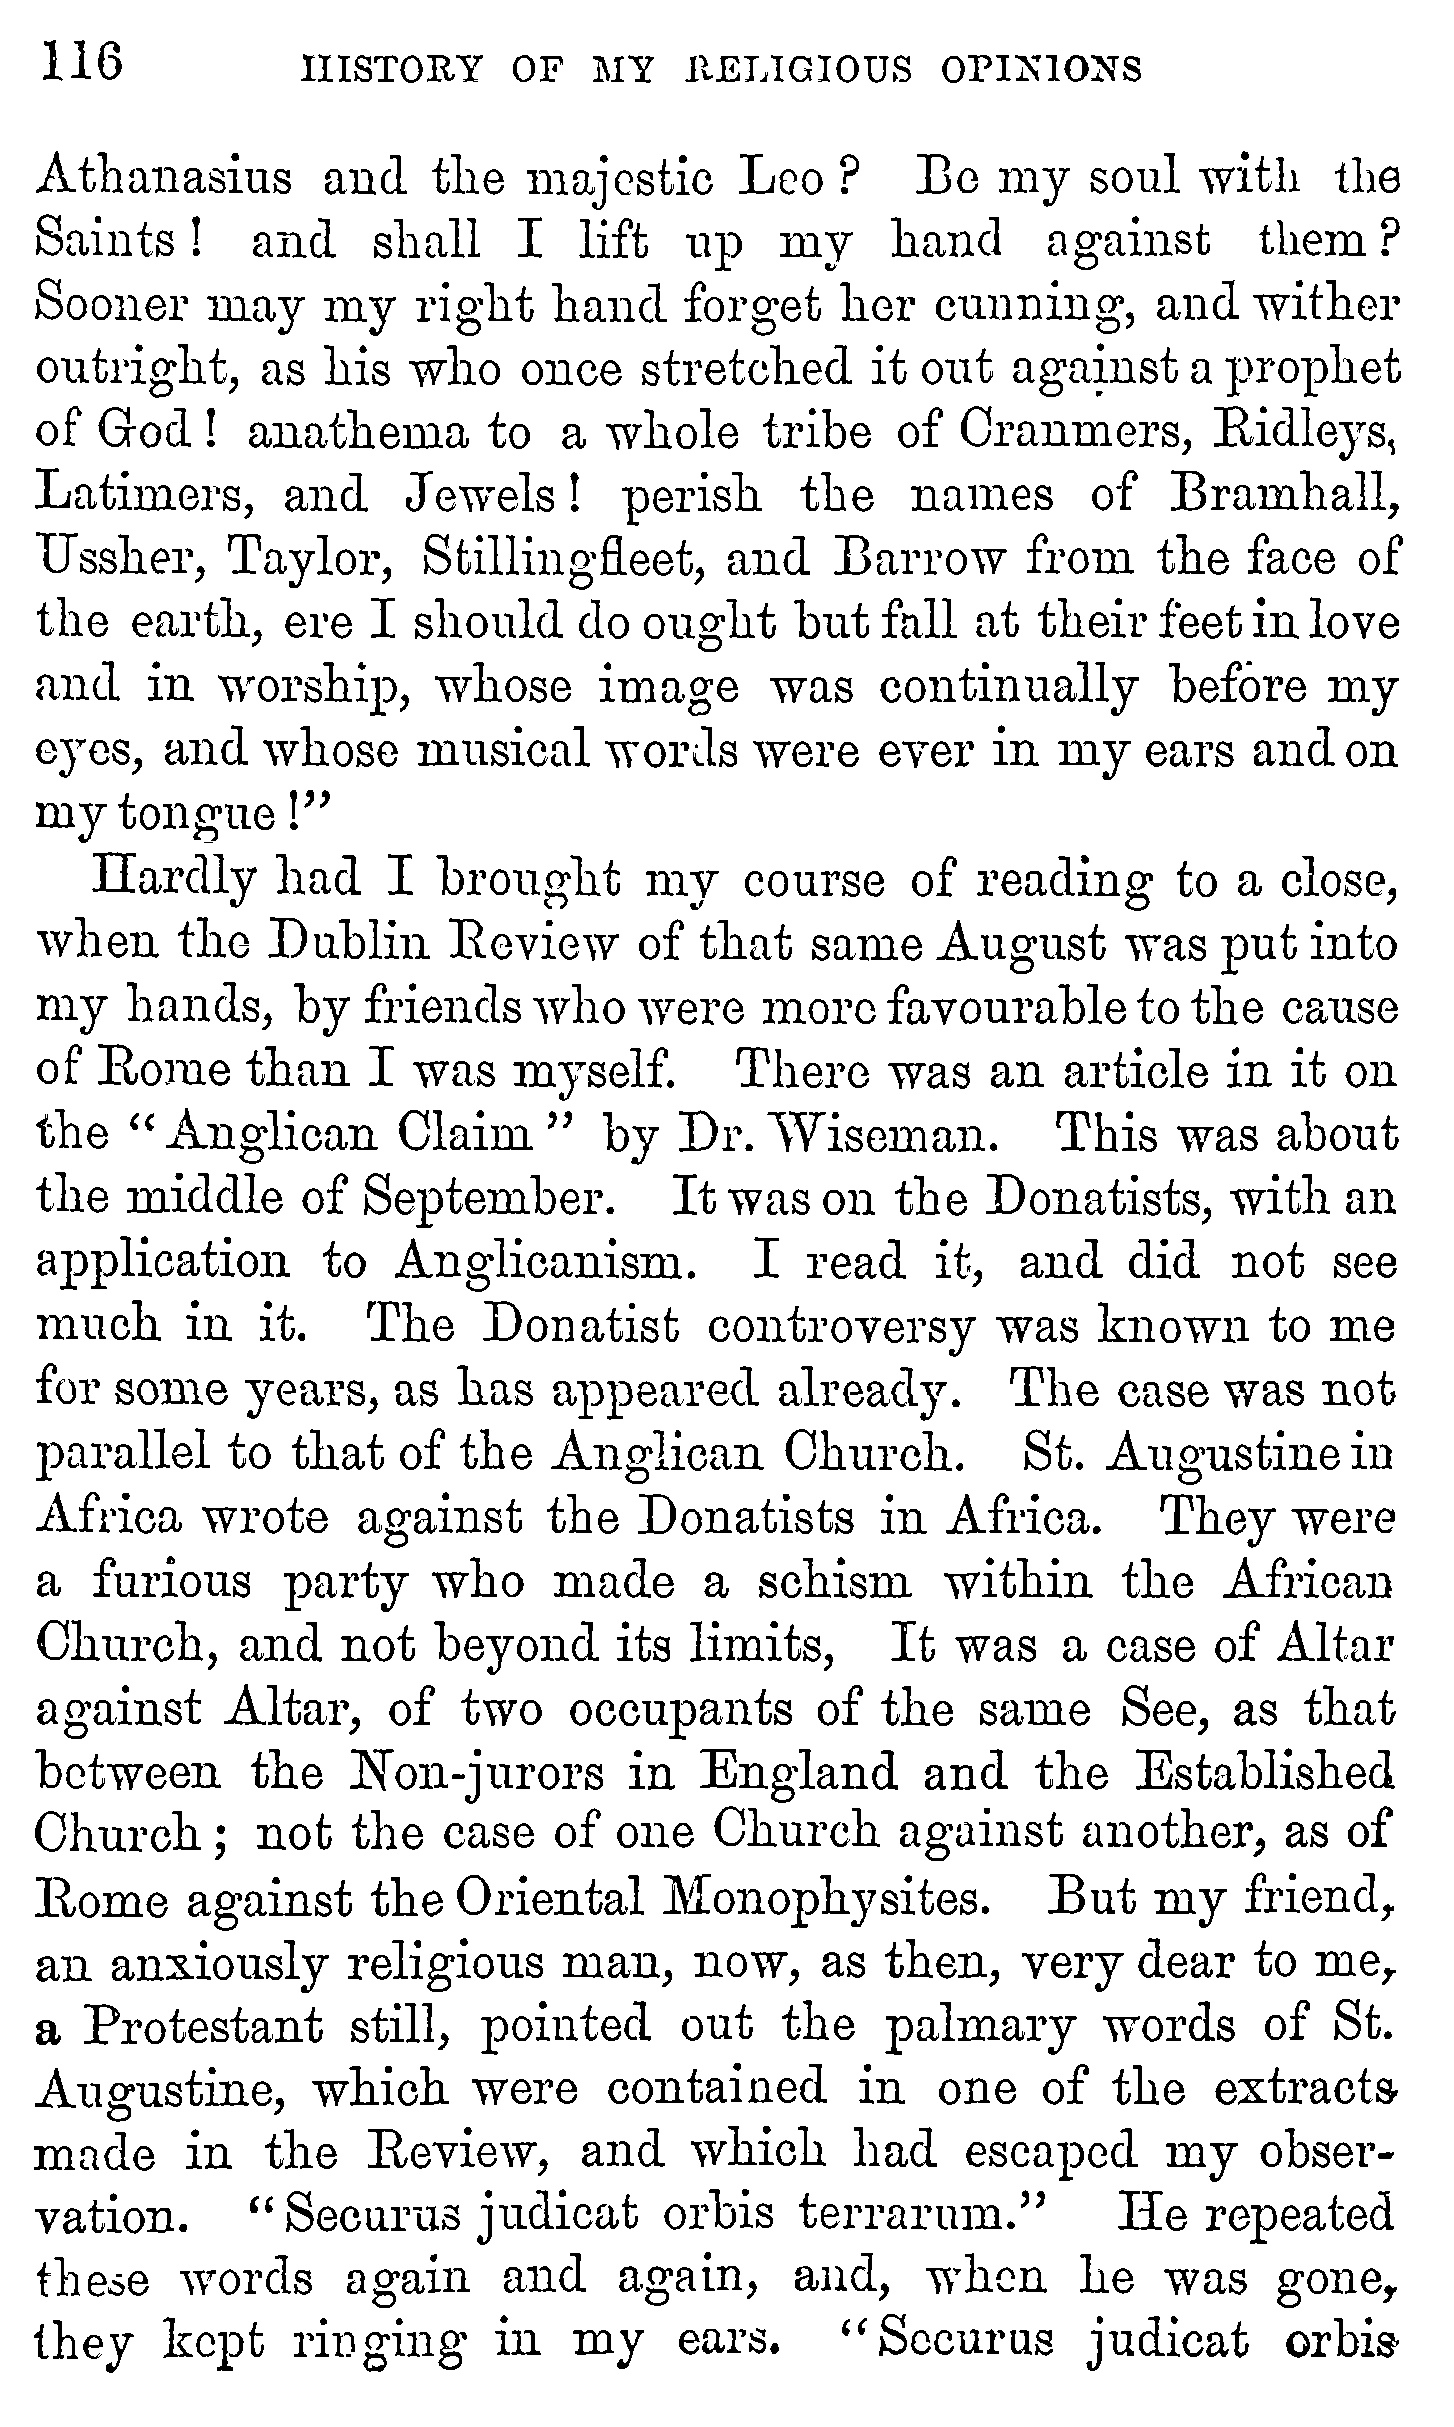 116 HISTORY OF MY RELIGIOUS OPINIONS
Athanasius and the majestic Leo? Be my soul with the
Saints! and shall I lift up my hand against them?
Sooner may my right hand forget her cunning, and wither
outright, as his who once stretched it out against a prophet
of God! anathema to a whole tribe of Cranmers, Ridleys,
Latimers, and Jewels! perish the names of Bramhall,
Ussher, Taylor, Stillingfleet, and Barrow from the face of
the earth, ere I should do ought but fall at their feet in love
and in worship, whose image was continually before my
eyes, and whose musical words were ever in my ears and on
my tongue!”
Hardly had I brought my course of reading to a close,
when the Dublin Review of that same August was put into
my hands, by friends who were more favourable to the cause
of Rome than I was myself. There was an article in it on
the “Anglican Claim” by Dr. Wiseman. This was about
the middle of September. It was on the Donatists, with an
application to Anglicanism. I read it, and did not see
much in it. The Donatist controversy was known to me
for some years, as has appeared already. The case was not
parallel to that of the Anglican Church. St. Augustine in
Africa wrote against the Donatists in Africa. They were
a furious party who made a schism within the African
Church, and not beyond its limits, It was a case of Altar
against Altar, of two occupants of the same See, as that
between the Non-jurors in England and the Established
Church; not the case of one Church against another, as of
Rome against the Oriental Monophysites. But my friend,
an anxiously religious man, now, as then, very dear to me,
a Protestant still, pointed out the palmary words of St.
Augustine, which were contained in one of the extracts
made in the Review, and which had escaped my obser-
vation. “Securus judicat orbis terrarum.” He repeated
these words again and again, and, when he was gone,
they kept ringing in my ears. “Securus judicat orbis